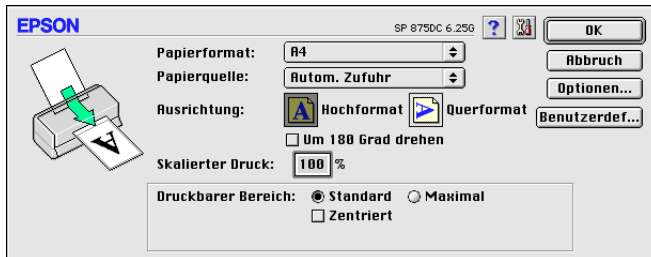 EPSON
SP 875DC 6.25G
?
OK
Papierformat: A4
Abbruch
Papierquelle: Autom. Zufuhr
Optionen...
Ausrichtung: A Hochformat A Querformat
Benutzerdef...
Um 180 Grad drehen
Skalierter Druck: 100 %
Druckbarer Bereich: Standard Maximal
Zentriert
A